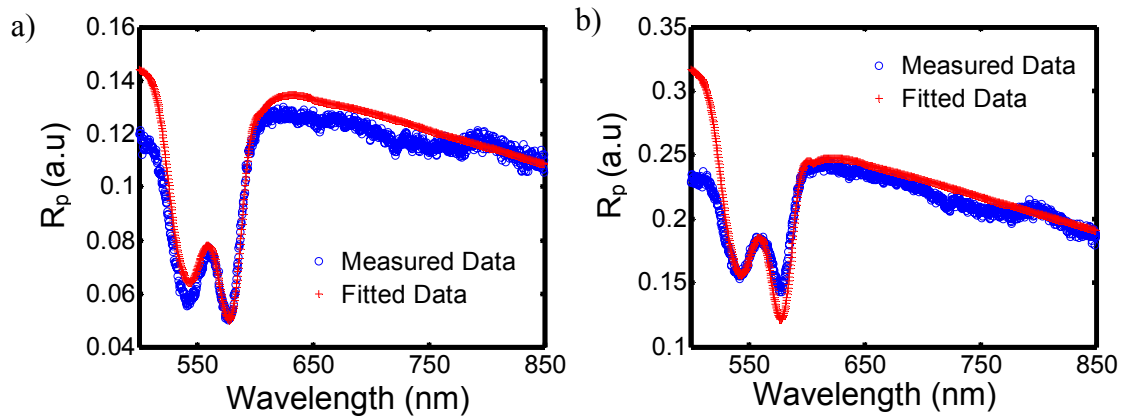 a)
0.16
0.14
0.12
0.1
0.08
0.06
0.04
Rp (a.u)
Measured Data
Fitted Data
550 650 750 850
Wavelength (nm)
b)
0.35
0.3
0.25
0.2
0.15
0.1
Rp (a.u)
Measured Data
Fitted Data
550 650 750 850
Wavelength (nm)